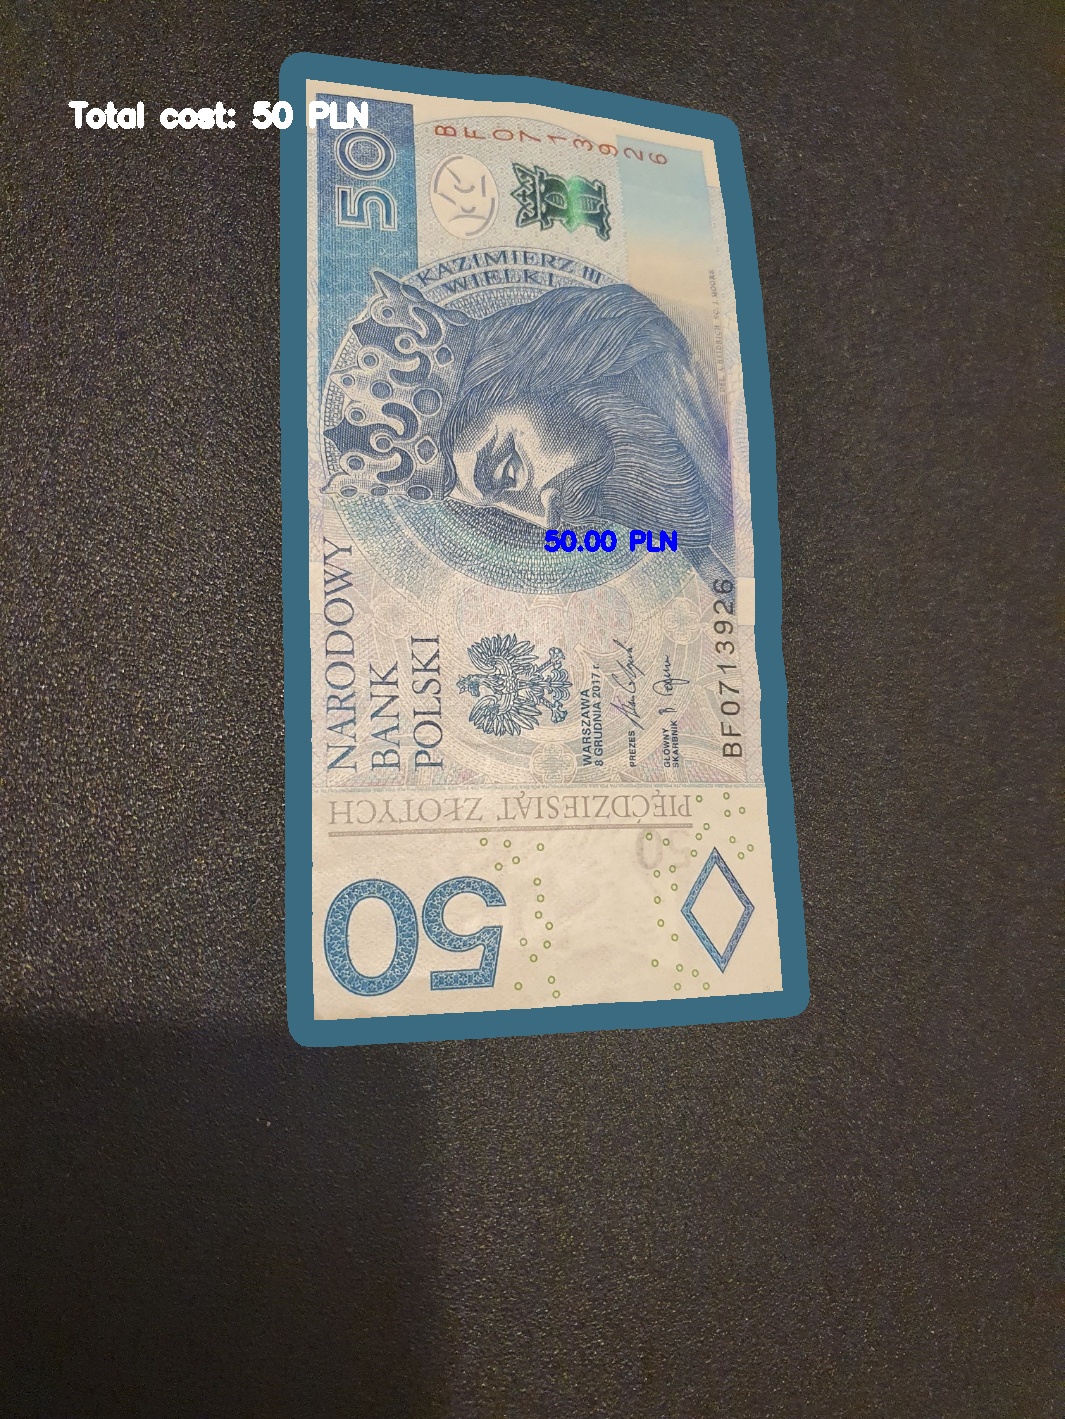 Total cost: 50 PLN
50
BF0713926
KAZIMIERZ III
WIELKI
50.00 PLN
NARODOWY
BANK
POLSKI
WARSZAWA
8 GRUDNIA 2017 r.
PREZES
GŁÓWNY
SKARBNIK
BF0713926
PIĘĆDZIESIĄT ZŁOTYCH
50